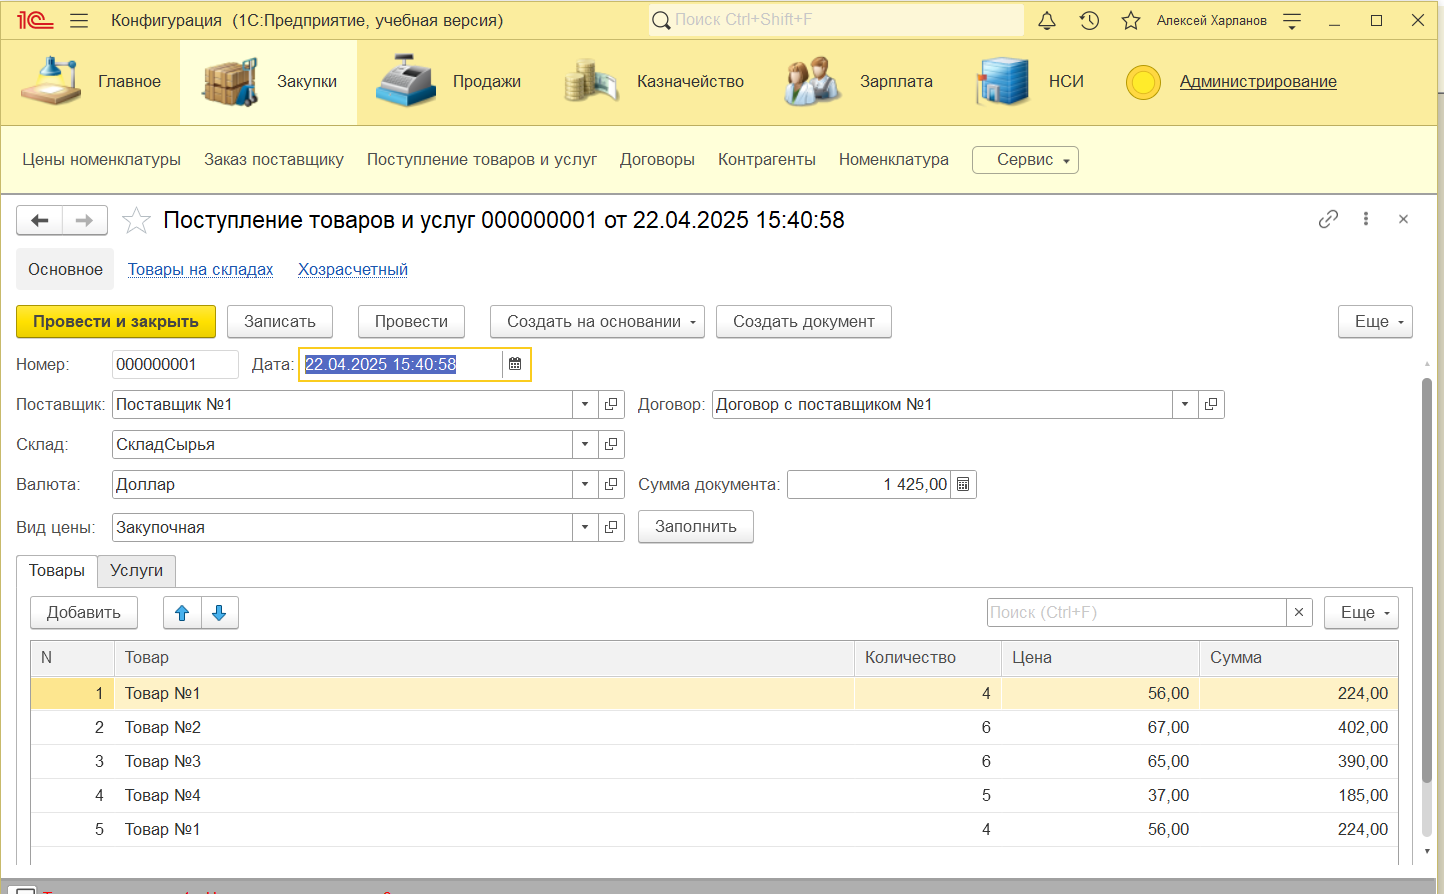 Конфигурация (1С:Предприятие, учебная версия)
Поиск Ctrl+Shift+F
Алексей Харланов
Главное
Закупки
Продажи
Казначейство
Зарплата
НСИ
Администрирование
Цены номенклатуры
Заказ поставщику
Поступление товаров и услуг
Договоры
Контрагенты
Номенклатура
Сервис
Поступление товаров и услуг 000000001 от 22.04.2025 15:40:58
Основное
Товары на складах
Хозрасчетный
Провести и закрыть
Записать
Провести
Создать на основании
Создать документ
Еще
Номер: 000000001 Дата: 22.04.2025 15:40:58
Поставщик: Поставщик №1 Договор: Договор с поставщиком №1
Склад: СкладСырья
Валюта: Доллар Сумма документа: 1 425,00
Вид цены: Закупочная Заполнить
Товары Услуги
Добавить
Поиск (Ctrl+F)
Еще
N Товар Количество Цена Сумма
1 Товар №1 4 56,00 224,00
2 Товар №2 6 67,00 402,00
3 Товар №3 6 65,00 390,00
4 Товар №4 5 37,00 185,00
5 Товар №1 4 56,00 224,00